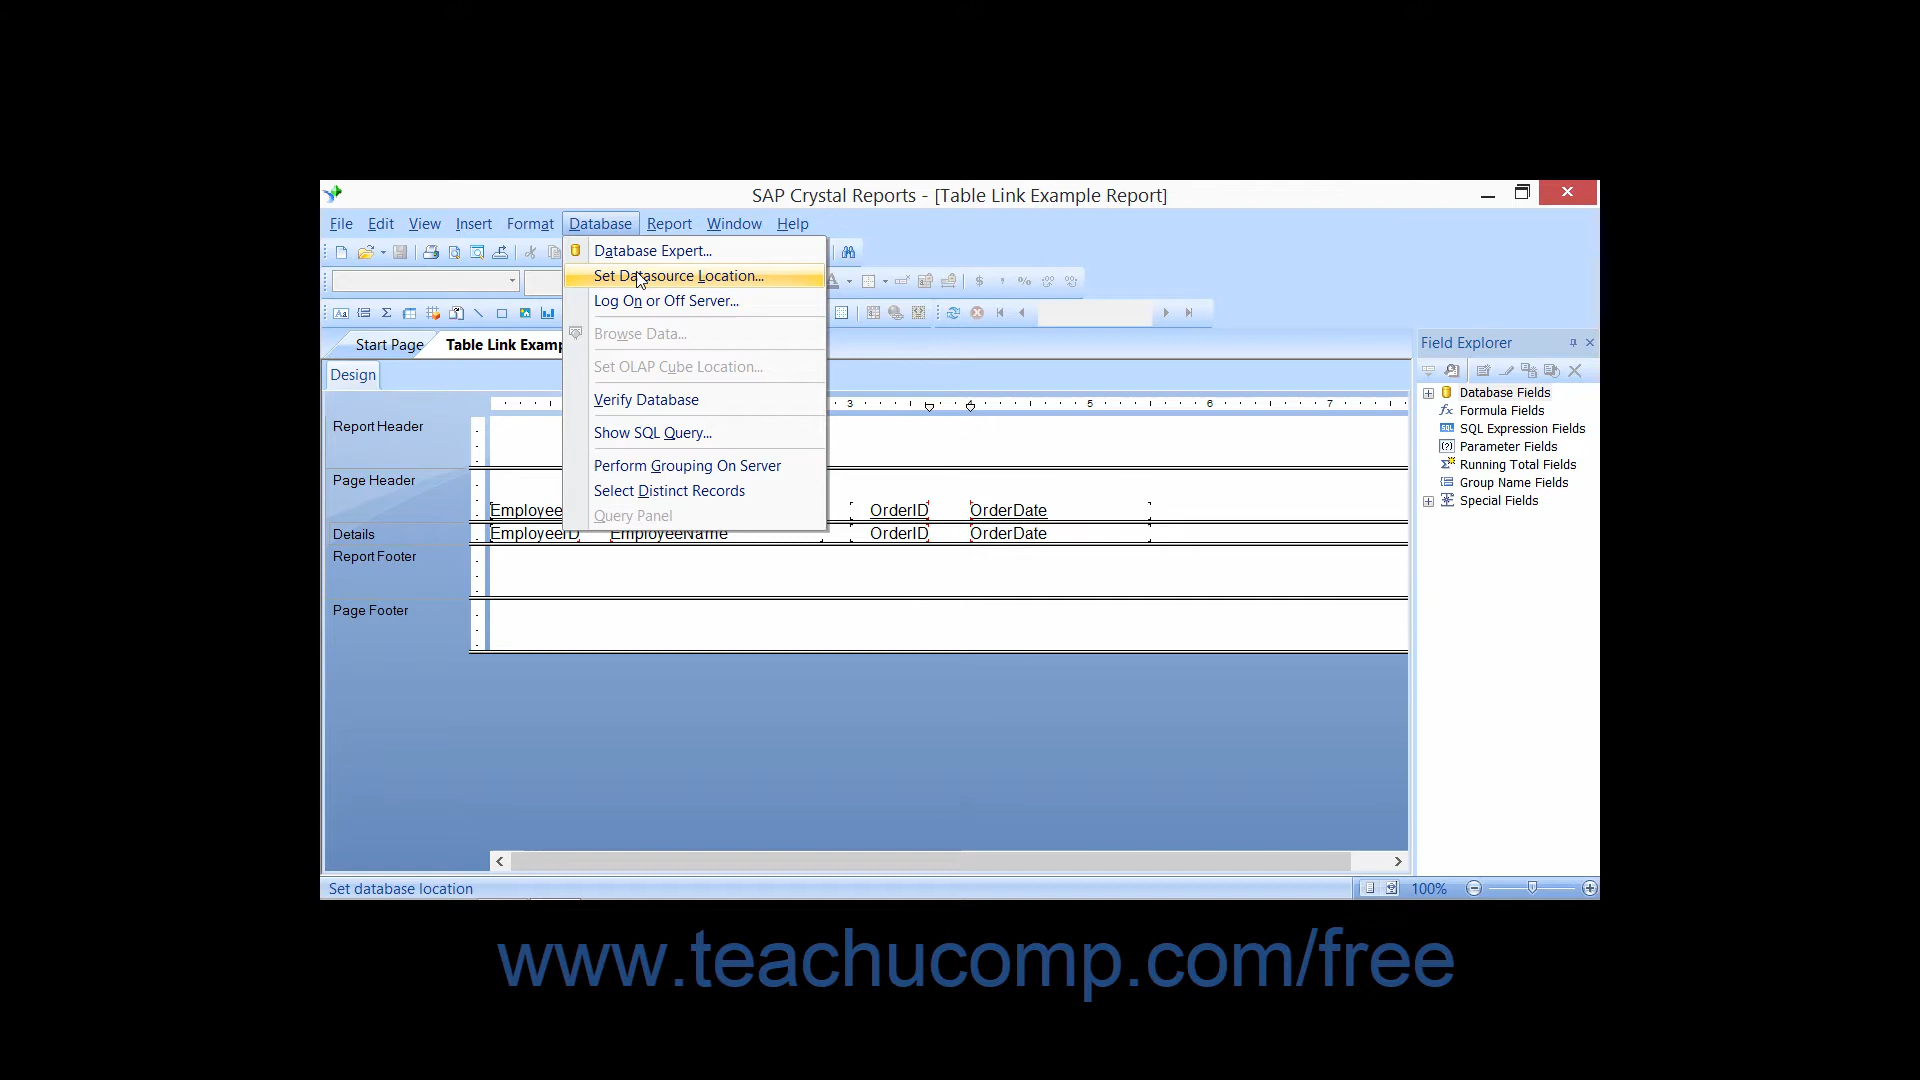 SAP Crystal Reports - [Table Link Example Report]
File Edit View Insert Format Database Report Window Help
Database Expert...
Set Datasource Location...
Log On or Off Server...
Browse Data...
Set OLAP Cube Location...
Verify Database
Show SQL Query...
Perform Grouping On Server
Select Distinct Records
Query Panel
Start Page Table Link Examp
Design
3 4 5 6 7
Report Header
Page Header
Employee OrderID OrderDate
Details EmployeeID EmployeeName OrderID OrderDate
Report Footer
Page Footer
Field Explorer
Database Fields
Formula Fields
SQL Expression Fields
Parameter Fields
Running Total Fields
Group Name Fields
Special Fields
Set database location 100%
www.teachucomp.com/free